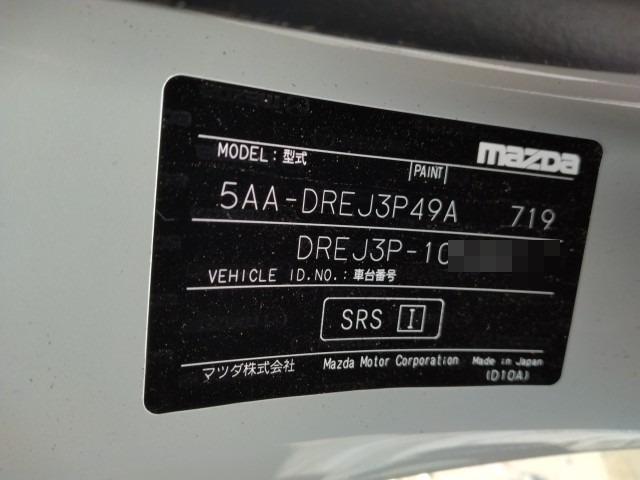 MODEL:型式
PAINT
mazda
5AA-DREJ3P49A 719
DREJ3P-10
VEHICLE ID.NO.:車台番号
SRS I
マツダ株式会社 Mazda Motor Corporation Made in Japan
(D10A)